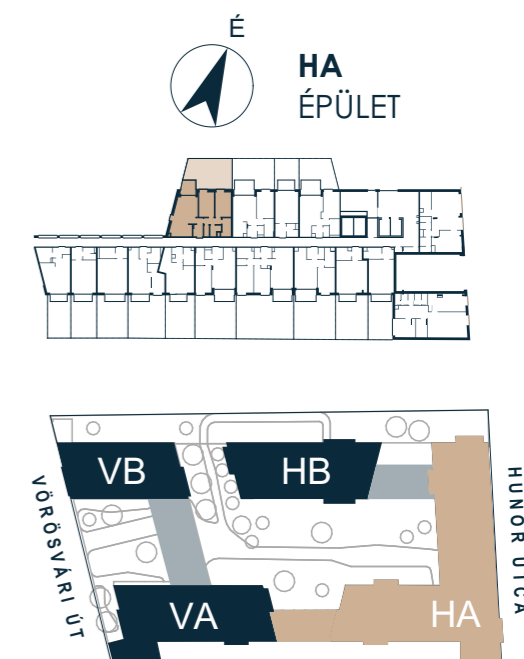 É
HA
ÉPÜLET
VB
HB
VÖRÖSVÁRI ÚT
HUNOR UTCA
VA
HA